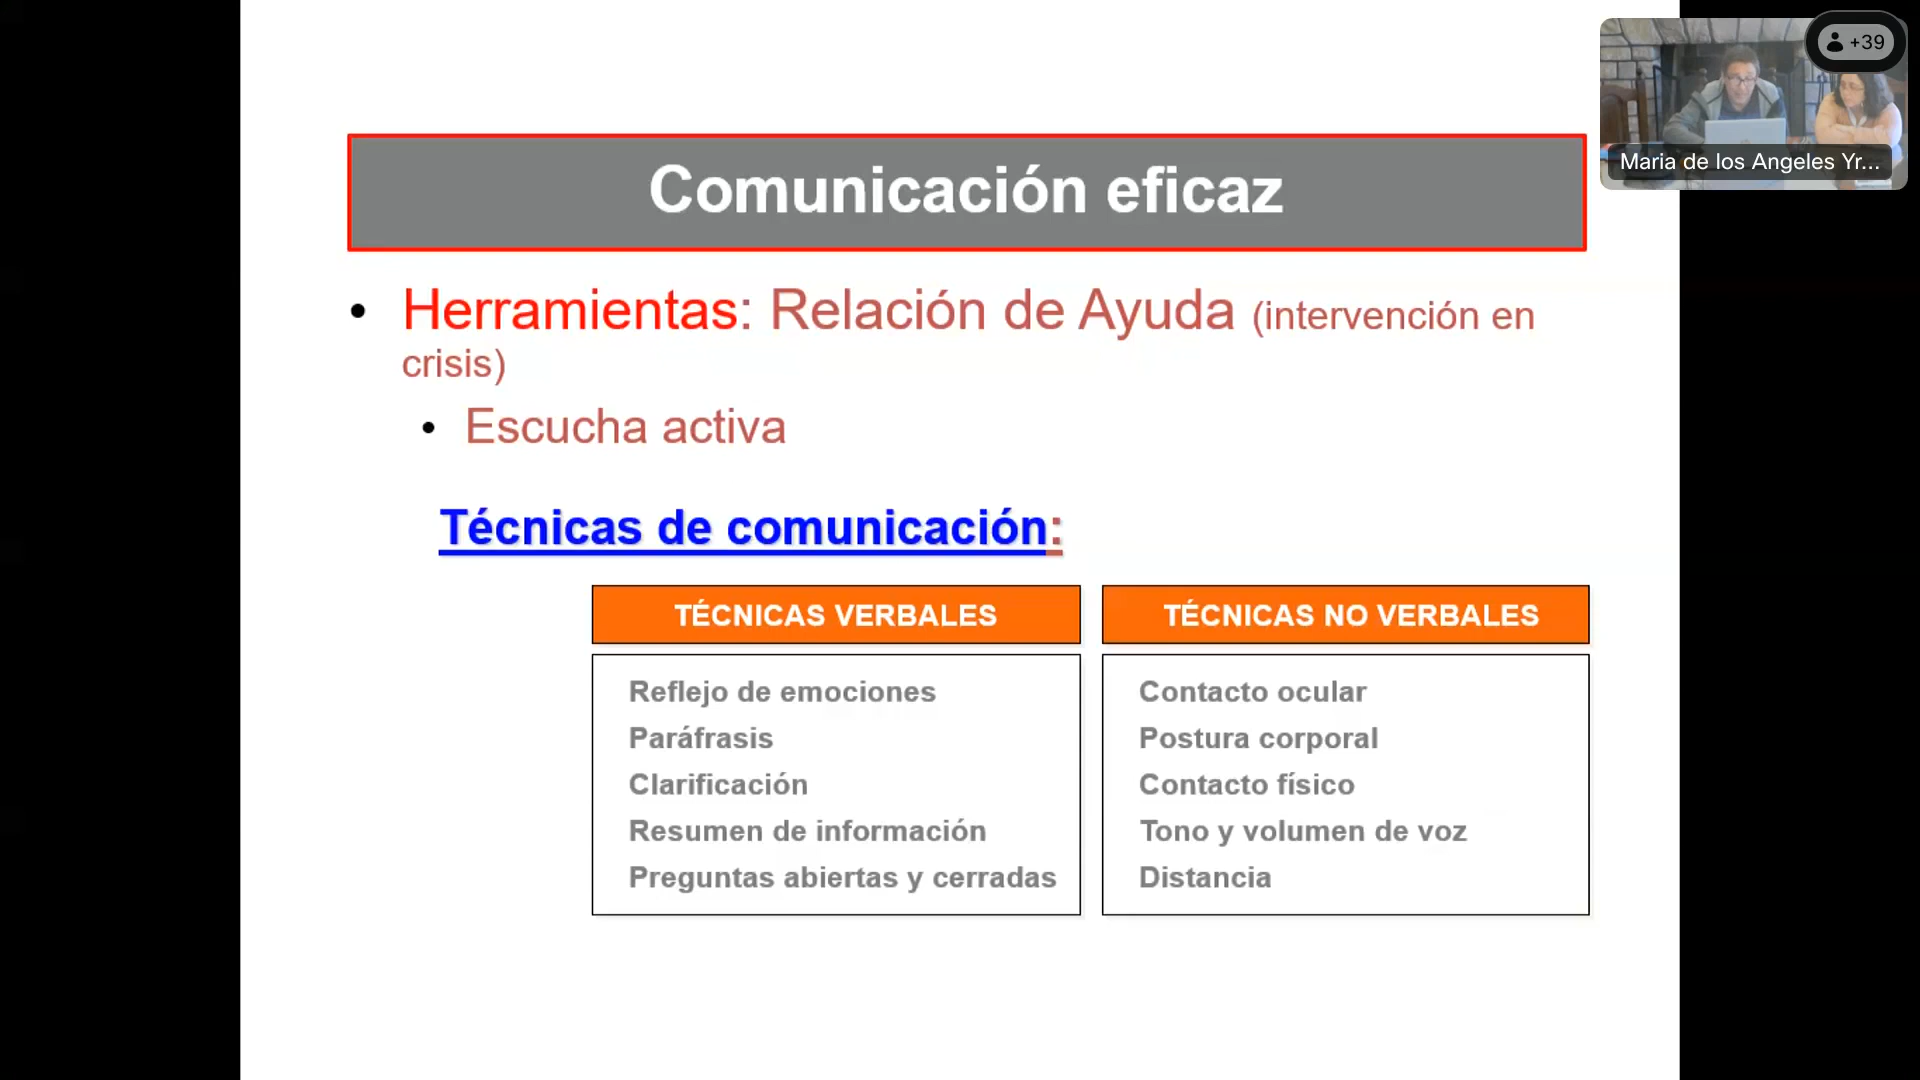 +39
Maria de los Angeles Yr...
Comunicación eficaz
• Herramientas: Relación de Ayuda (intervención en
crisis)
• Escucha activa
Técnicas de comunicación:
TÉCNICAS VERBALES
Reflejo de emociones
Paráfrasis
Clarificación
Resumen de información
Preguntas abiertas y cerradas
TÉCNICAS NO VERBALES
Contacto ocular
Postura corporal
Contacto físico
Tono y volumen de voz
Distancia